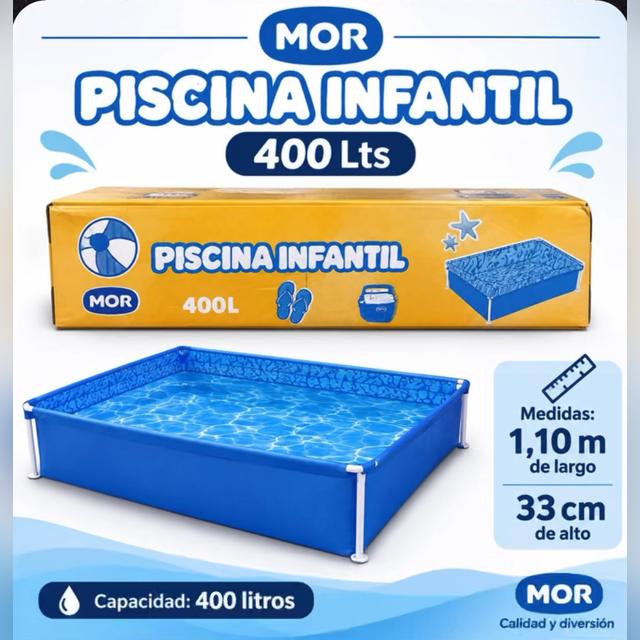 MOR
PISCINA INFANTIL
400 Lts
PISCINA INFANTIL
MOR
400L
Medidas:
1,10 m
de largo
33 cm
de alto
Capacidad: 400 litros
MOR
Calidad y diversión